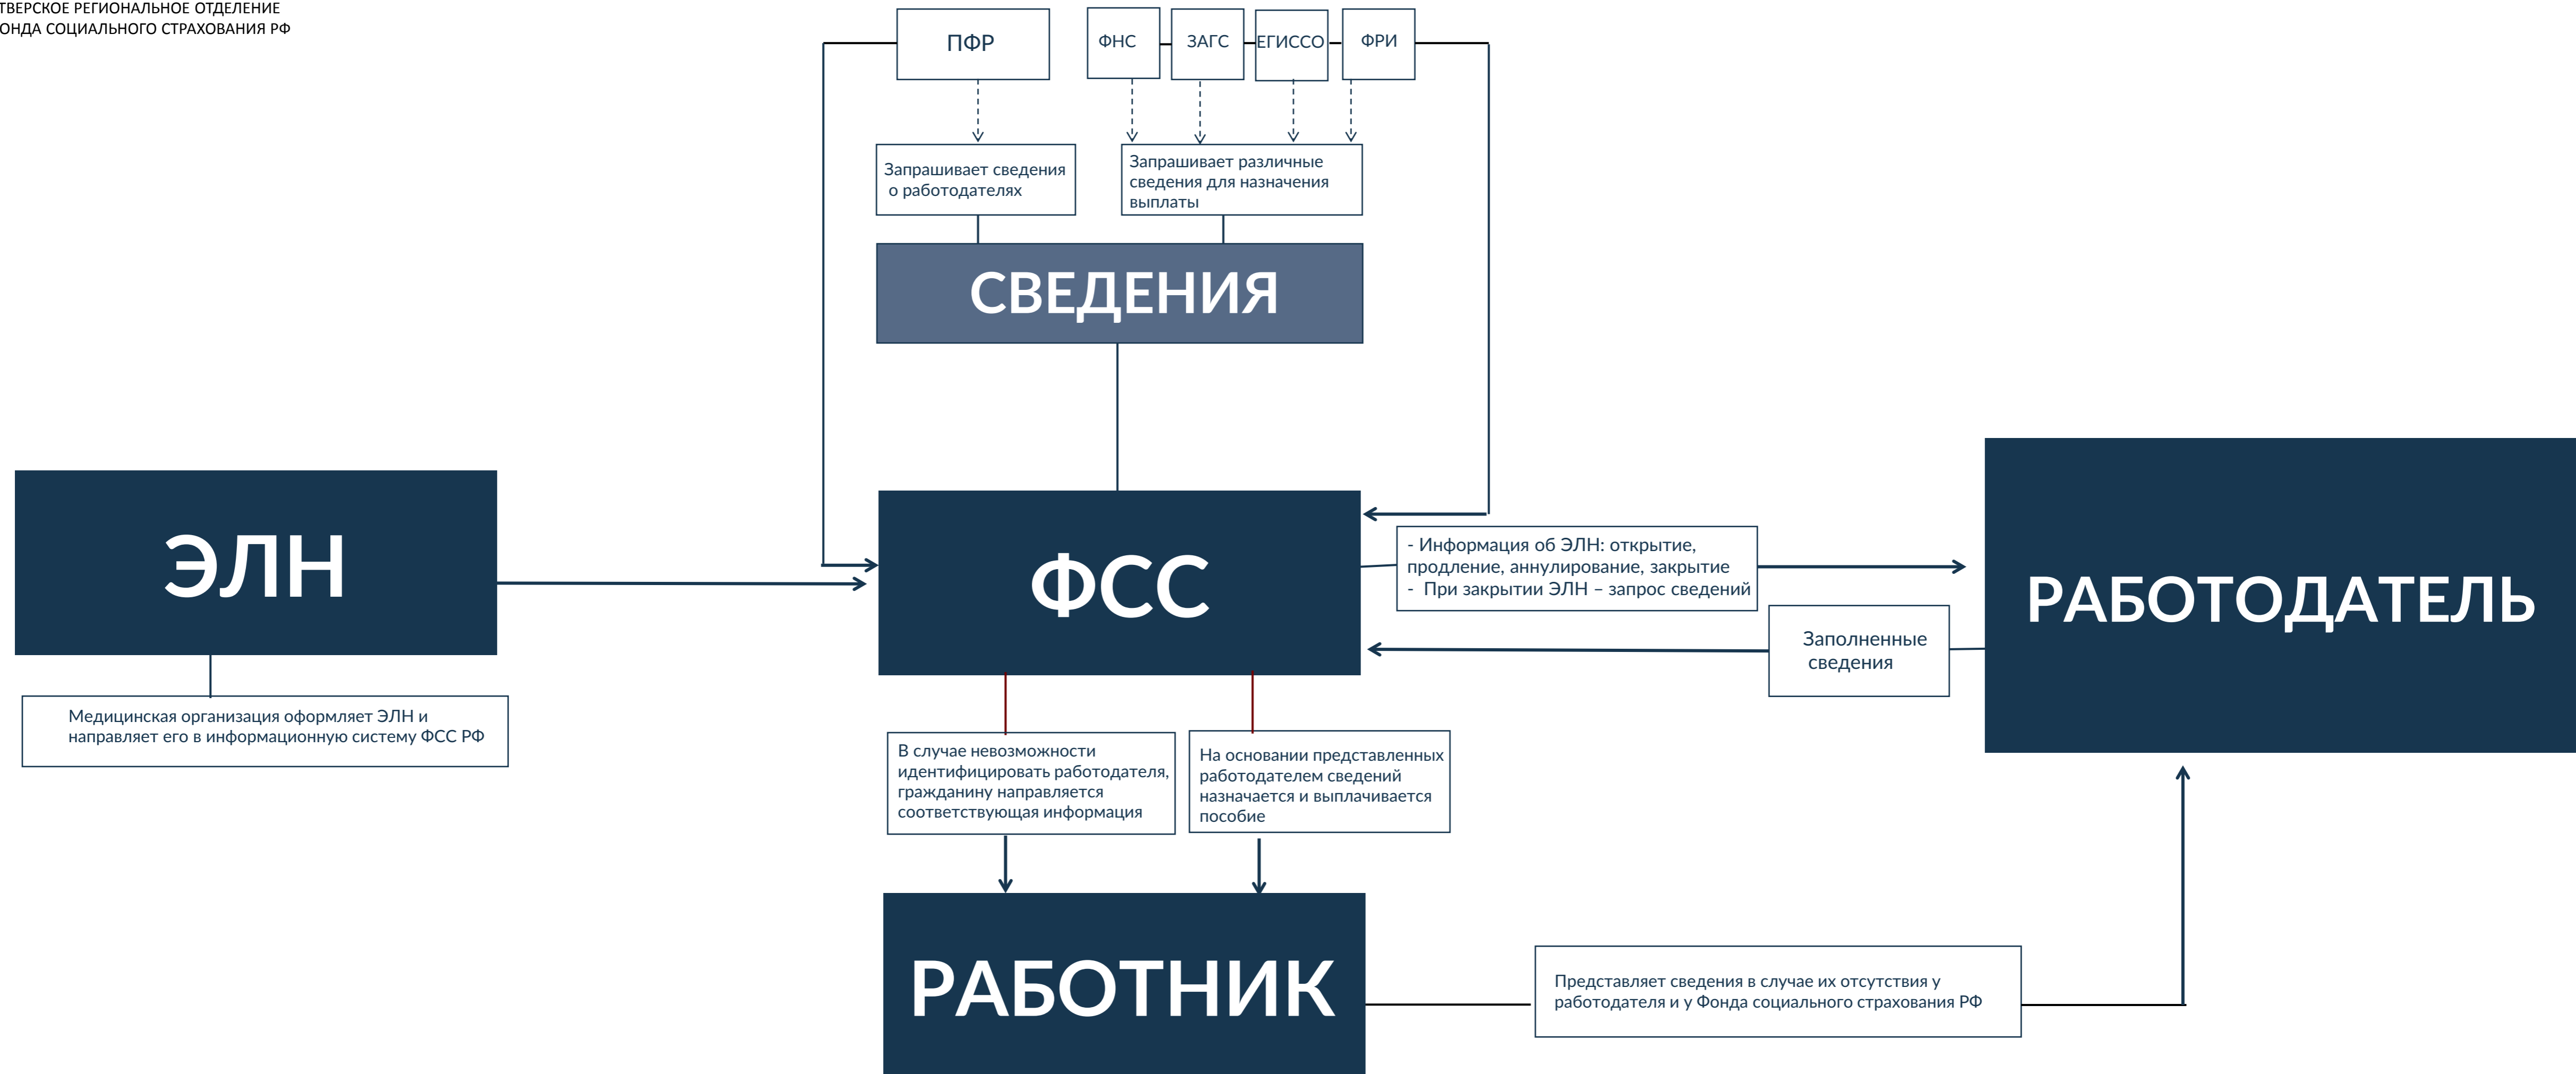 ТВЕРСКОЕ РЕГИОНАЛЬНОЕ ОТДЕЛЕНИЕ
ОНДА СОЦИАЛЬНОГО СТРАХОВАНИЯ РФ
ПФР
ФНС
ЗАГС
ЕГИССО
ФРИ
Запрашивает сведения
о работодателях
Запрашивает различные
сведения для назначения
выплаты
СВЕДЕНИЯ
ЭЛН
ФСС
- Информация об ЭЛН: открытие,
продление, аннулирование, закрытие
- При закрытии ЭЛН – запрос сведений
РАБОТОДАТЕЛЬ
Заполненные
сведения
Медицинская организация оформляет ЭЛН и
направляет его в информационную систему ФСС РФ
В случае невозможности
идентифицировать работодателя,
гражданину направляется
соответствующая информация
На основании представленных
работодателем сведений
назначается и выплачивается
пособие
РАБОТНИК
Представляет сведения в случае их отсутствия у
работодателя и у Фонда социального страхования РФ